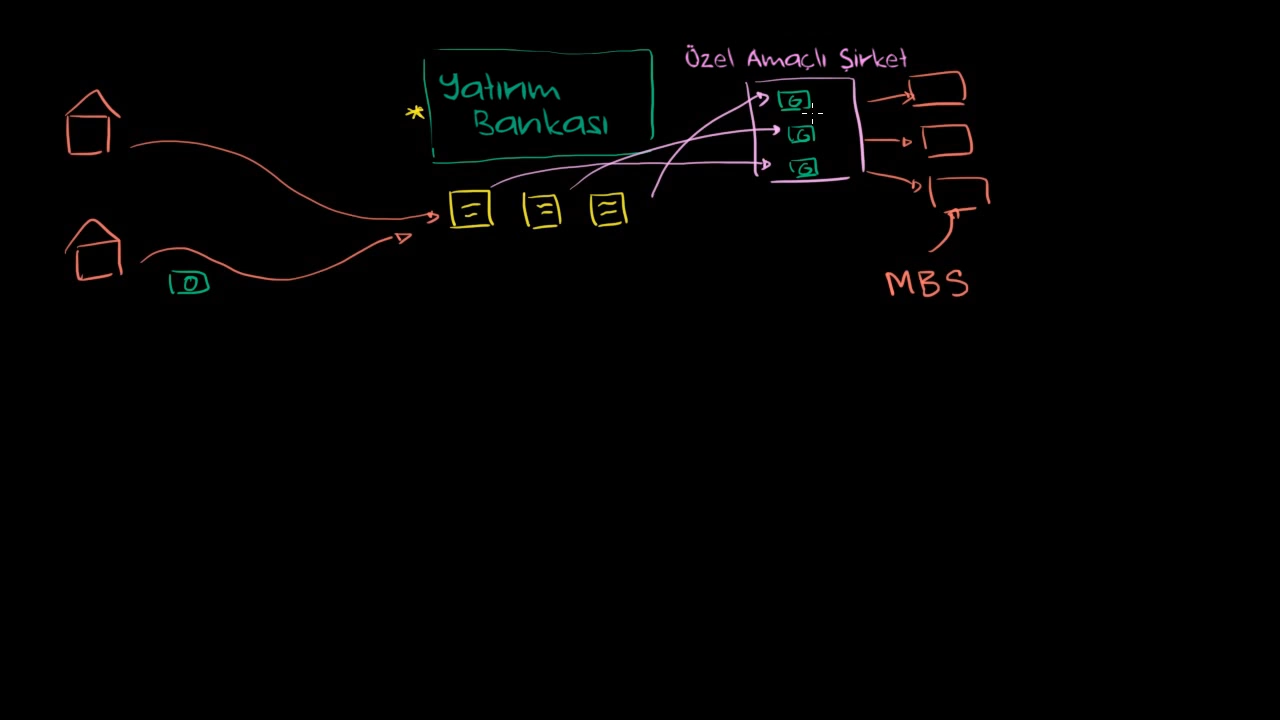 Özel Amaçlı Şirket
Yatırım
Bankası
G
G
G
MBS